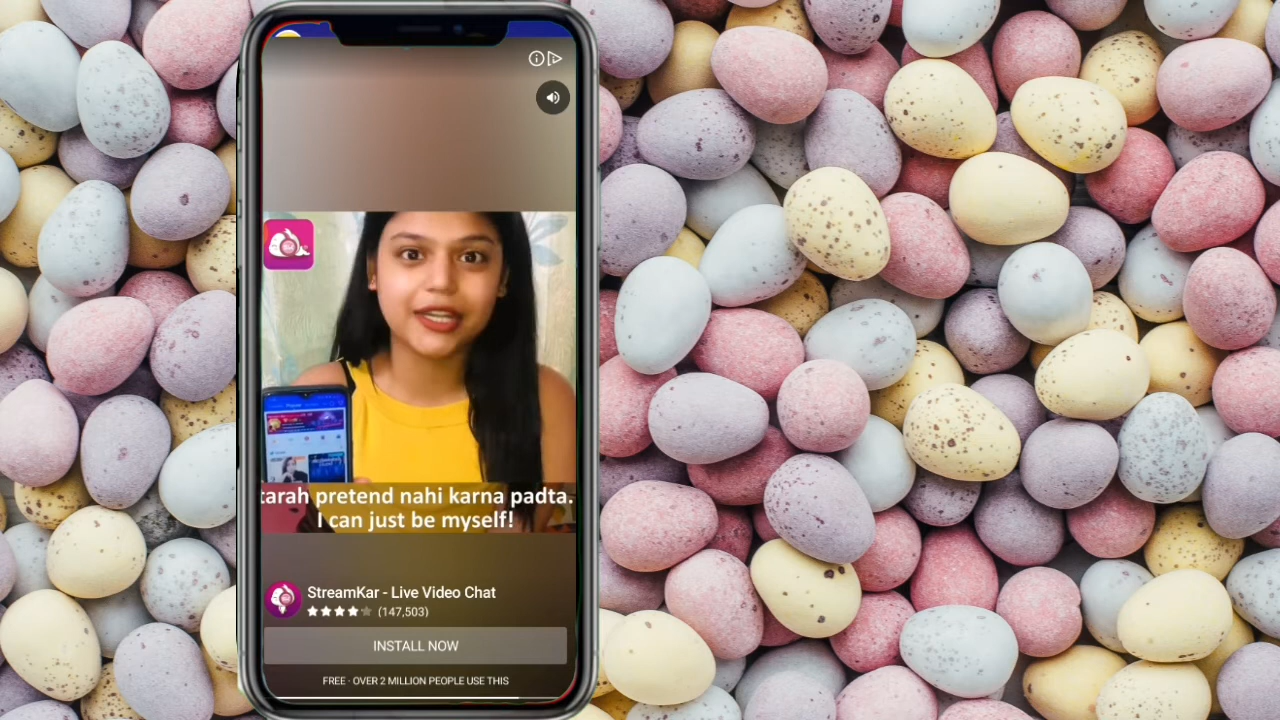 tarah pretend nahi karna padta.
I can just be myself!
StreamKar - Live Video Chat
(147,503)
INSTALL NOW
FREE · OVER 2 MILLION PEOPLE USE THIS